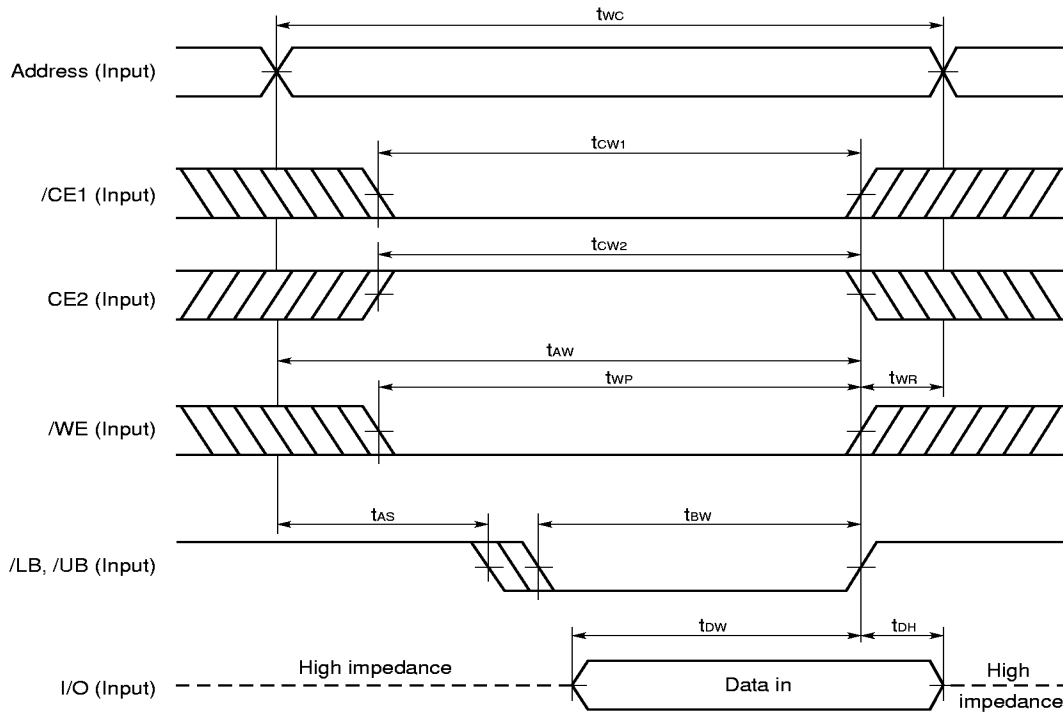 tWC
Address (Input)
tCW1
/CE1 (Input)
tCW2
CE2 (Input)
tAW
tWP
tWR
/WE (Input)
tAS
tBW
/LB, /UB (Input)
tDW
tDH
I/O (Input)
High impedance
Data in
High
impedance